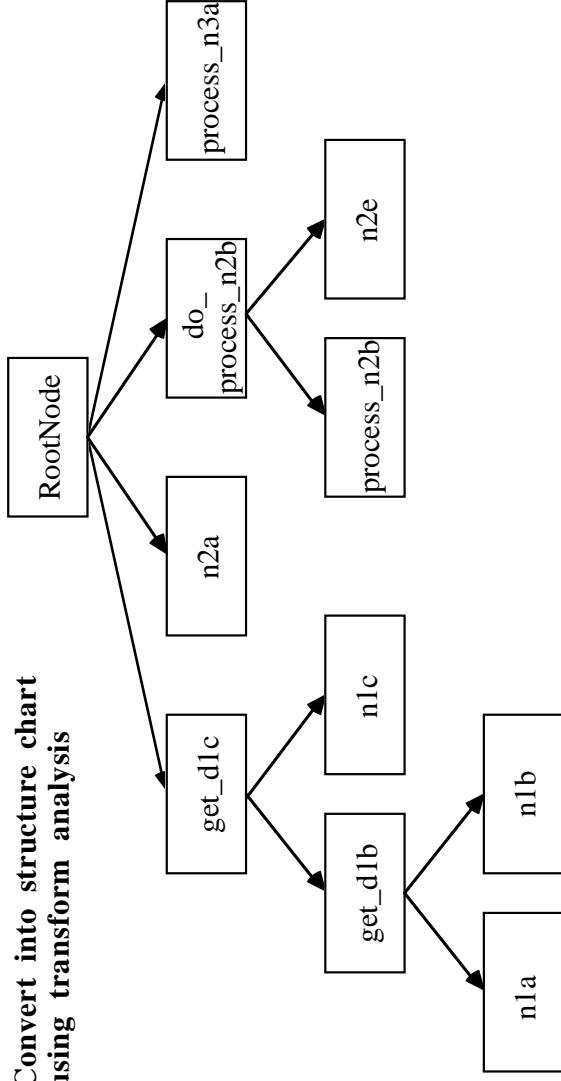 Convert into structure chart
using transform analysis
RootNode
get_d1c
n2a
do_
process_n2b
process_n3a
get_d1b
n1c
process_n2b
n2e
n1a
n1b